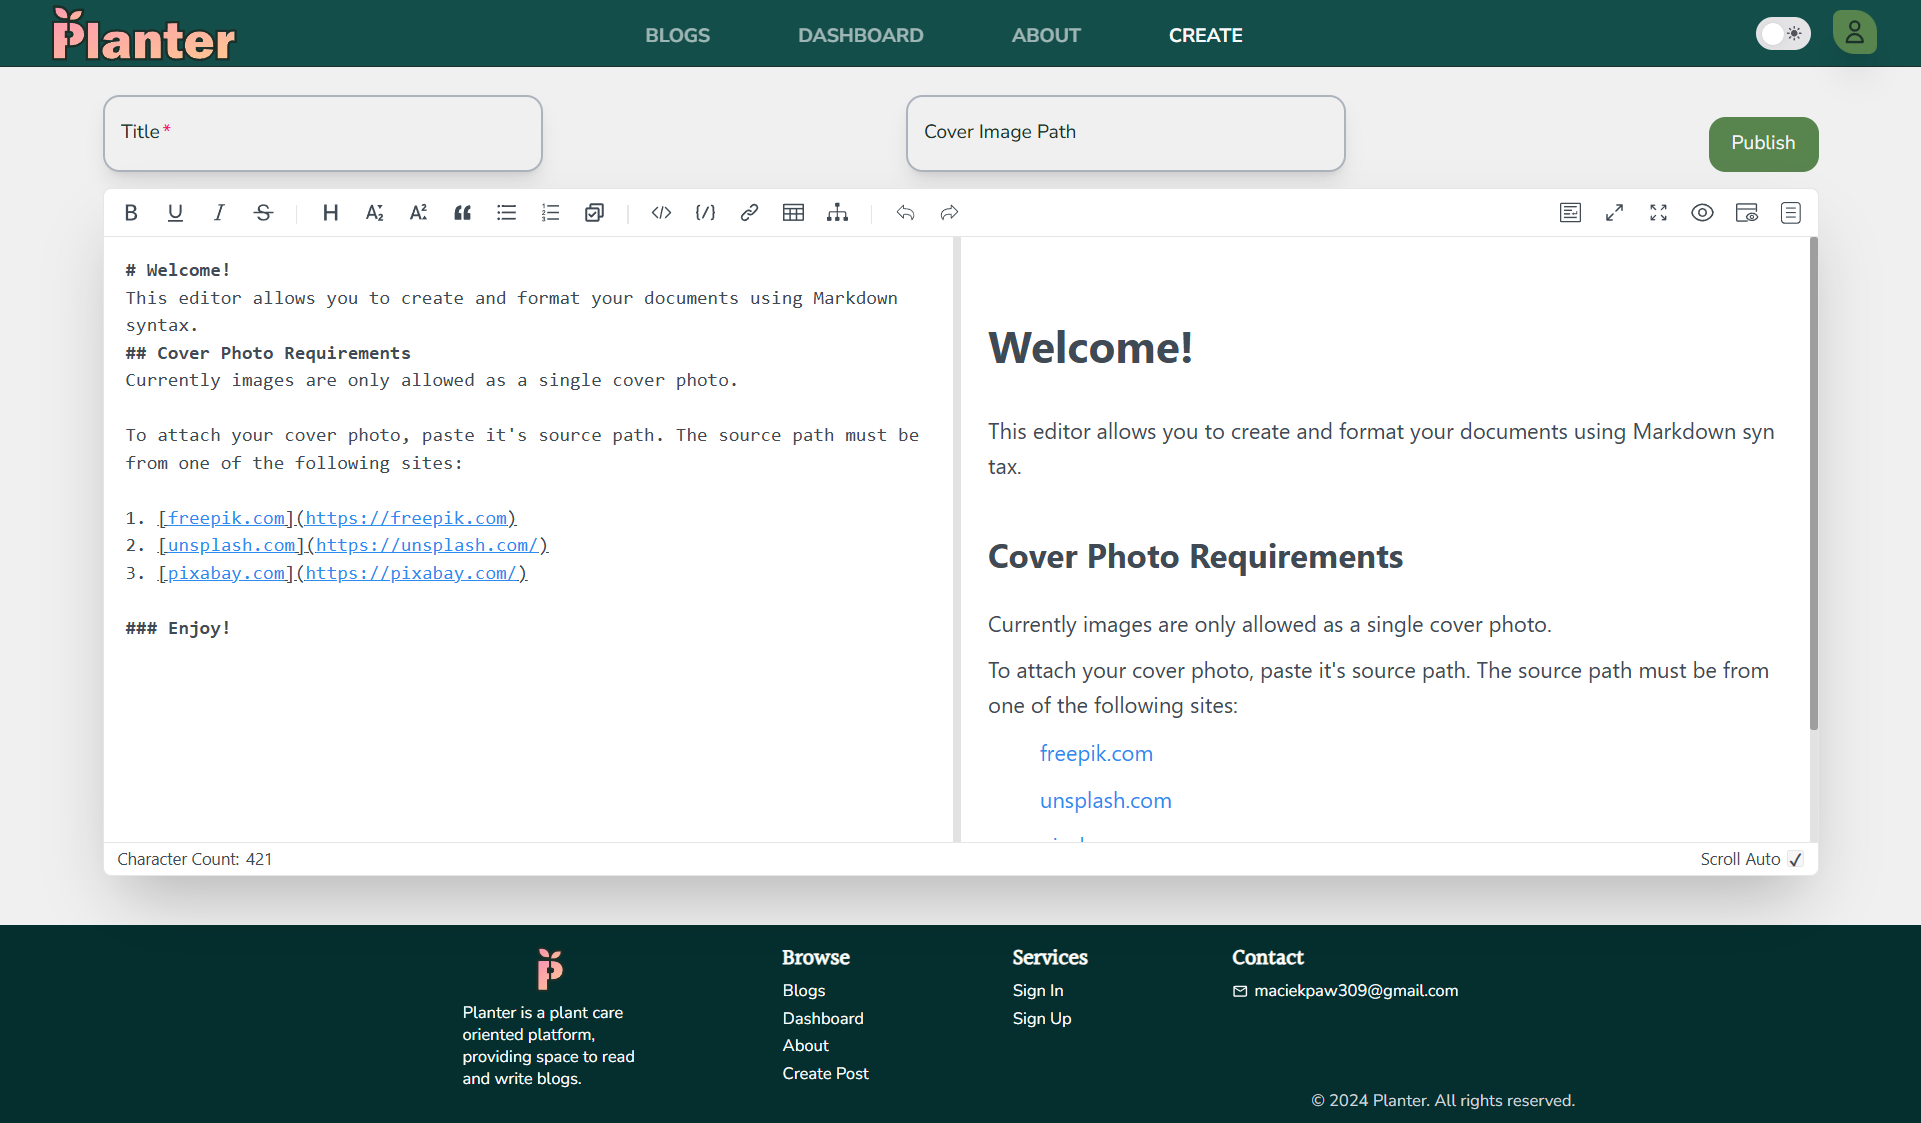 Planter
BLOGS DASHBOARD ABOUT CREATE
Title*
Cover Image Path
Publish
# Welcome!
This editor allows you to create and format your documents using Markdown
syntax.
## Cover Photo Requirements
Currently images are only allowed as a single cover photo.
To attach your cover photo, paste it's source path. The source path must be
from one of the following sites:
1. [freepik.com](https://freepik.com)
2. [unsplash.com](https://unsplash.com/)
3. [pixabay.com](https://pixabay.com/)
### Enjoy!
Welcome!
This editor allows you to create and format your documents using Markdown syn
tax.
Cover Photo Requirements
Currently images are only allowed as a single cover photo.
To attach your cover photo, paste it's source path. The source path must be from
one of the following sites:
freepik.com
unsplash.com
Character Count: 421
Scroll Auto
P
Planter is a plant care
oriented platform,
providing space to read
and write blogs.
Browse
Blogs
Dashboard
About
Create Post
Services
Sign In
Sign Up
Contact
maciekpaw309@gmail.com
© 2024 Planter. All rights reserved.